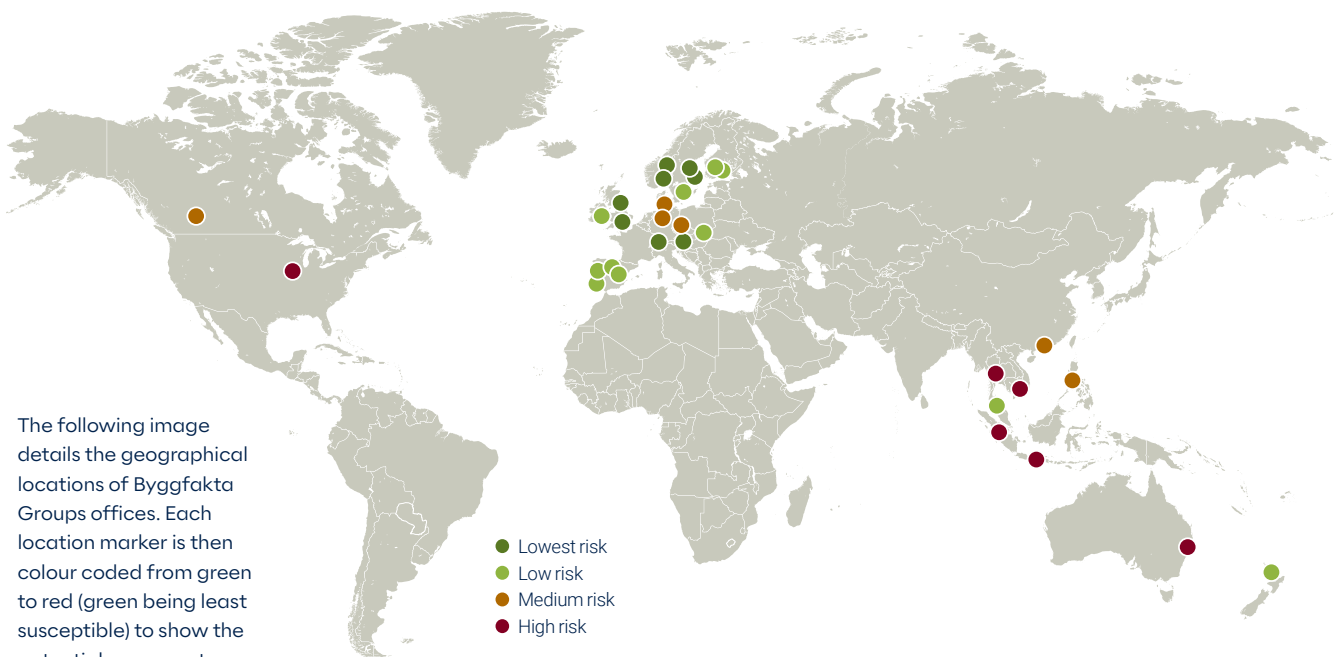 The following image
details the geographical
locations of Byggfakta
Groups offices. Each
location marker is then
colour coded from green
to red (green being least
susceptible) to show the
Lowest risk
Low risk
Medium risk
High risk